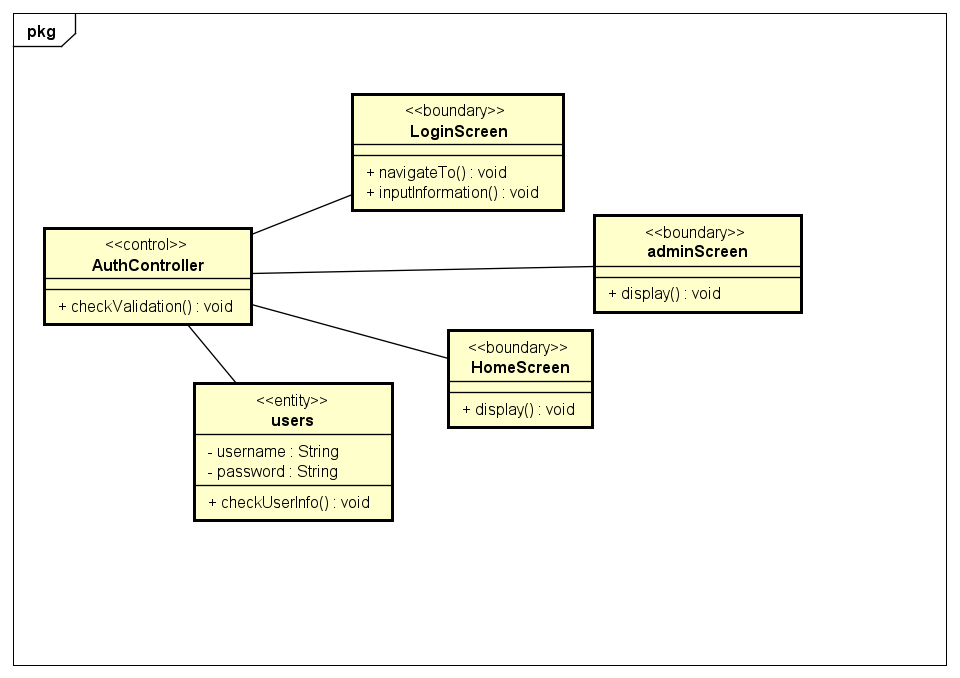 pkg
<<boundary>>
LoginScreen
+ navigateTo() : void
+ inputInformation() : void
<<control>>
AuthController
+ checkValidation() : void
<<boundary>>
adminScreen
+ display() : void
<<boundary>>
HomeScreen
+ display() : void
<<entity>>
users
- username : String
- password : String
+ checkUserInfo() : void